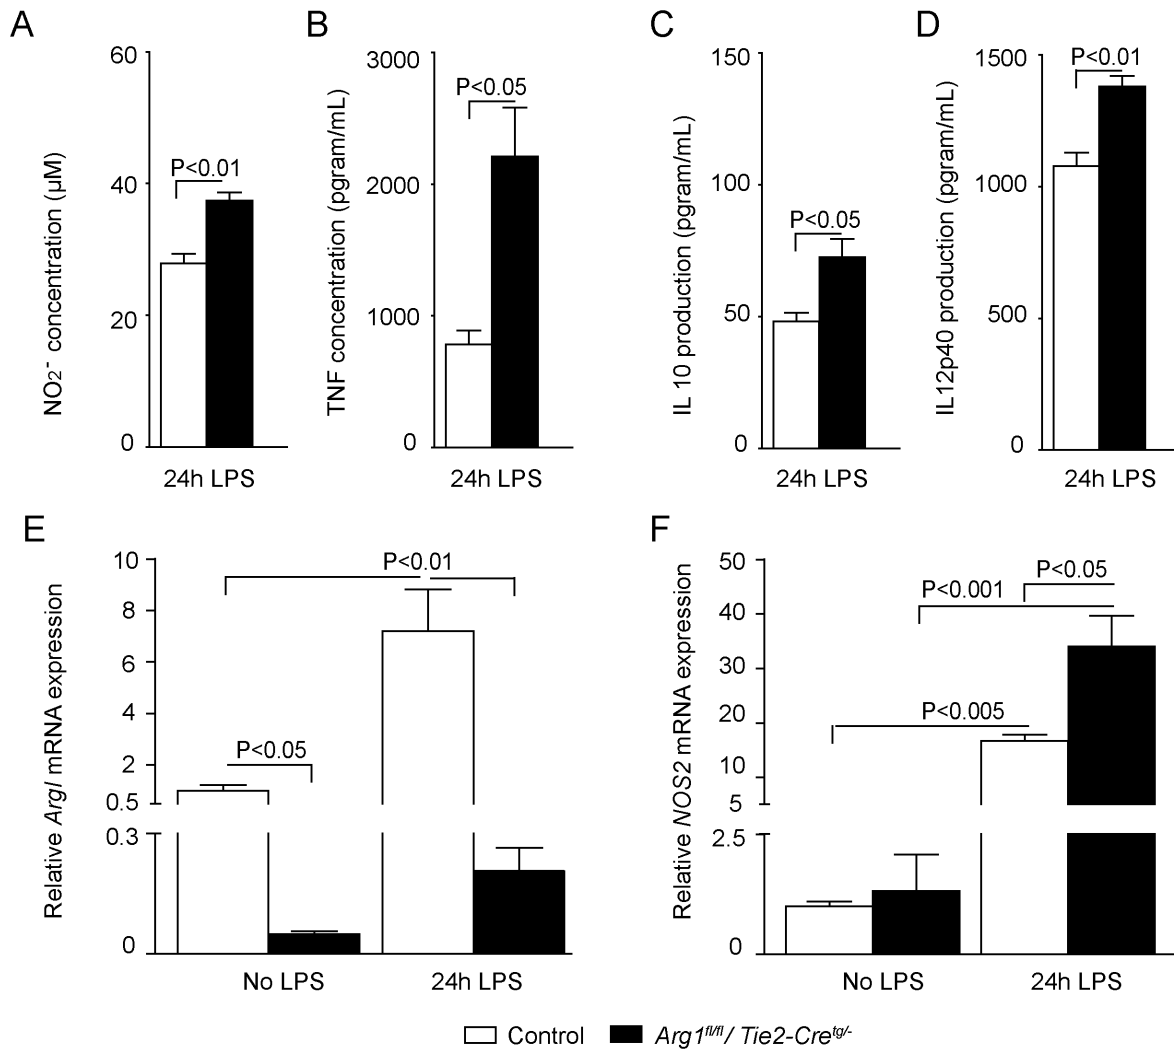 A
B
C
D
60
40
20
0
NO2- concentration (µM)
P<0.01
24h LPS
3000
2000
1000
0
TNF concentration (pgram/mL)
P<0.05
24h LPS
150
100
50
0
IL 10 production (pgram/mL)
P<0.05
24h LPS
1500
1000
500
0
IL12p40 production (pgram/mL)
P<0.01
24h LPS
E
10
8
6
4
2
0.5
0.3
0
Relative ArgI mRNA expression
P<0.01
P<0.05
No LPS
24h LPS
F
50
40
30
20
10
5
2.5
0
Relative NOS2 mRNA expression
P<0.05
P<0.001
P<0.005
No LPS
24h LPS
Control
Arg1fl/fl/ Tie2-Cretg/-